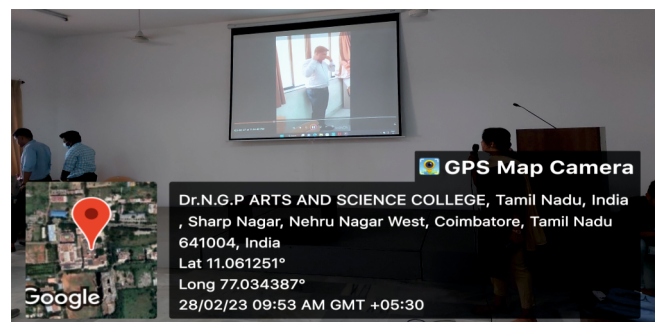 GPS Map Camera
Dr.N.G.P ARTS AND SCIENCE COLLEGE, Tamil Nadu, India
, Sharp Nagar, Nehru Nagar West, Coimbatore, Tamil Nadu
641004, India
Lat 11.061251°
Long 77.034387°
28/02/23 09:53 AM GMT +05:30
Google